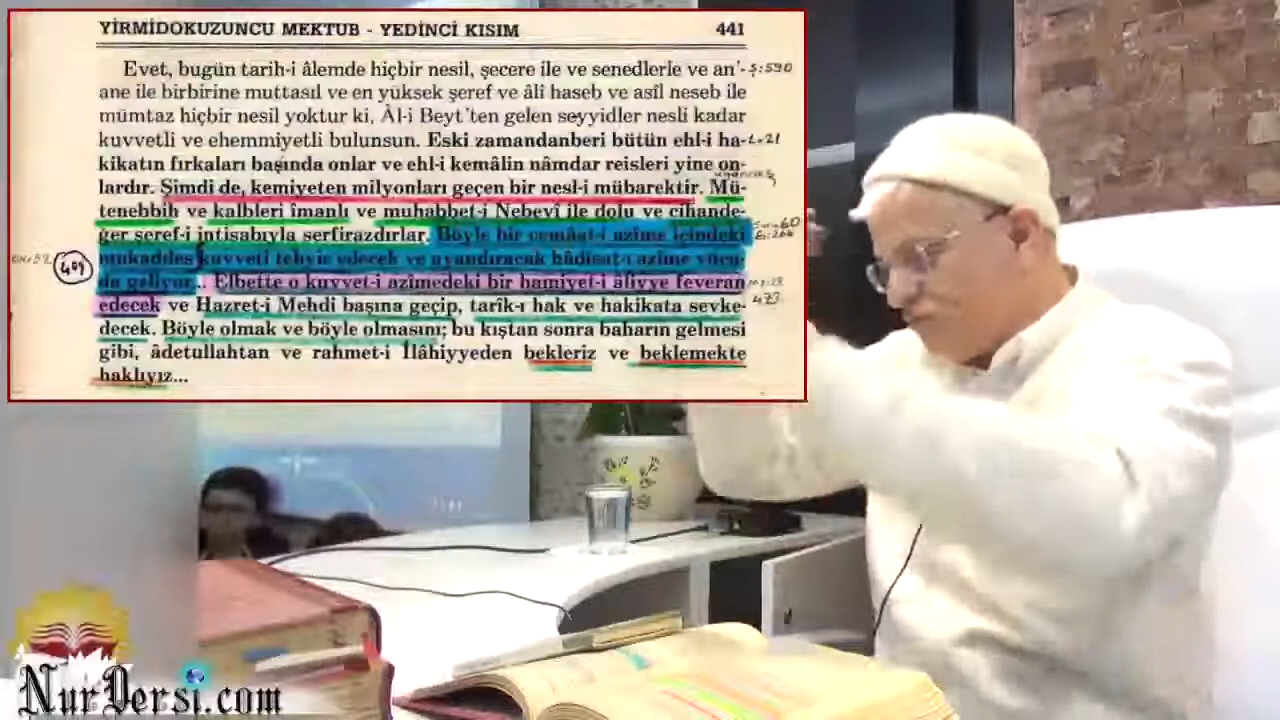 YİRMİDOKUZUNCU MEKTUB - YEDİNCİ KISIM 441
Evet, bugün tarih-i âlemde hiçbir nesil, şecere ile ve senedlerle ve an'-
ane ile birbirine muttasıl ve en yüksek şeref ve âli haseb ve asîl neseb ile
mümtaz hiçbir nesil yoktur ki, Âl-i Beyt'ten gelen seyyidler nesli kadar
kuvvetli ve ehemmiyetli bulunsun. Eski zamandanberi bütün ehl-i ha-
kikatın fırkaları başında onlar ve ehl-i kemâlin nâmdar reisleri yine on-
lardır. Şimdi de, kemiyeten milyonları geçen bir nesl-i mübarektir. Mü-
tenebbih ve kalbleri îmanlı ve muhabbet-i Nebevî ile dolu ve cihande-
ğer şeref-i intisabıyla serfirazdırlar. Böyle bir cemâat-i azîme içindeki
mukaddes kuvveti tehyic edecek ve uyandıracak hâdisat-ı azîme vücu-
da geliyor... Elbette o kuvvet-i azîmedeki bir hamiyet-i âliyye feveran
edecek ve Hazret-i Mehdi başına geçip, tarîk-ı hak ve hakikata sevke-
decek. Böyle olmak ve böyle olmasını; bu kıştan sonra baharın gelmesi
gibi, âdetullahtan ve rahmet-i İlâhiyyeden bekleriz ve beklemekte
haklıyız...
Ş:590
L:21
409
473
NurDersi.com